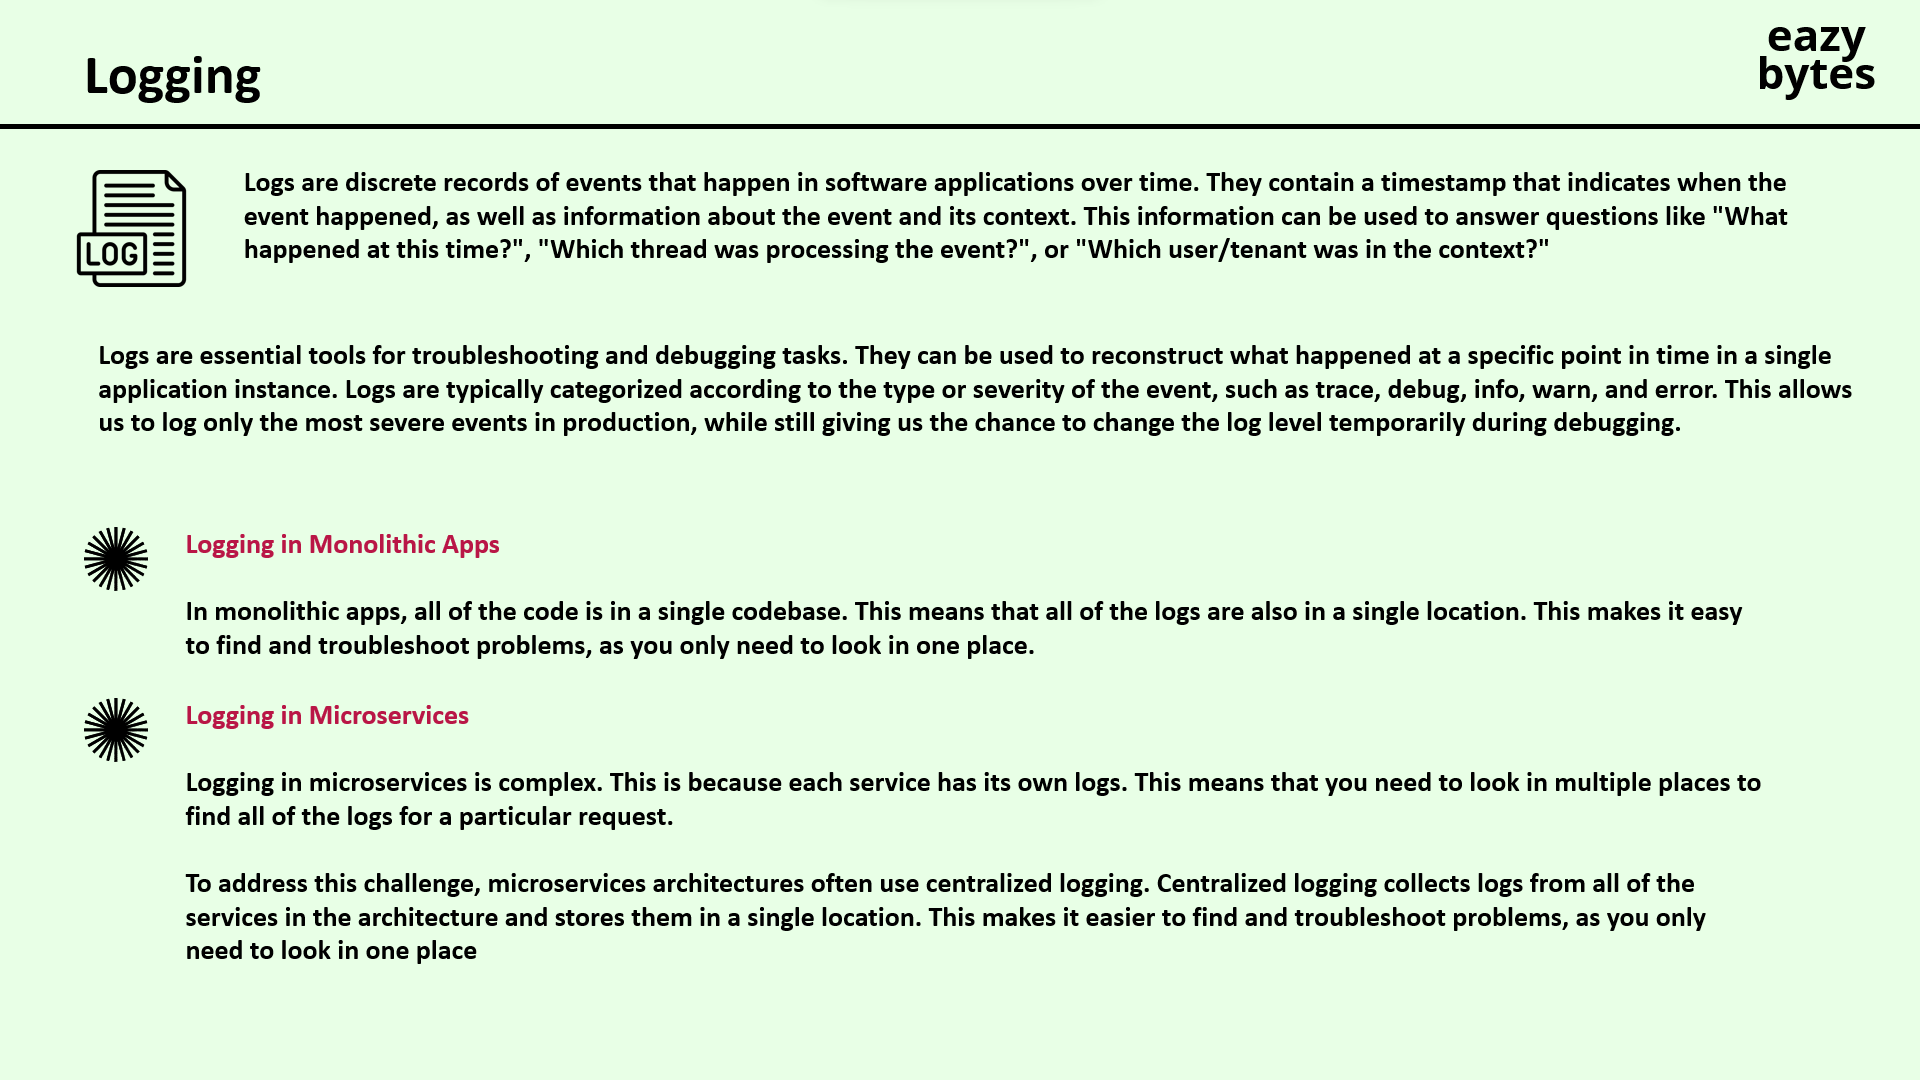 Logging
eazy
bytes
LOG
Logs are discrete records of events that happen in software applications over time. They contain a timestamp that indicates when the
event happened, as well as information about the event and its context. This information can be used to answer questions like "What
happened at this time?", "Which thread was processing the event?", or "Which user/tenant was in the context?"
Logs are essential tools for troubleshooting and debugging tasks. They can be used to reconstruct what happened at a specific point in time in a single
application instance. Logs are typically categorized according to the type or severity of the event, such as trace, debug, info, warn, and error. This allows
us to log only the most severe events in production, while still giving us the chance to change the log level temporarily during debugging.
Logging in Monolithic Apps
In monolithic apps, all of the code is in a single codebase. This means that all of the logs are also in a single location. This makes it easy
to find and troubleshoot problems, as you only need to look in one place.
Logging in Microservices
Logging in microservices is complex. This is because each service has its own logs. This means that you need to look in multiple places to
find all of the logs for a particular request.
To address this challenge, microservices architectures often use centralized logging. Centralized logging collects logs from all of the
services in the architecture and stores them in a single location. This makes it easier to find and troubleshoot problems, as you only
need to look in one place